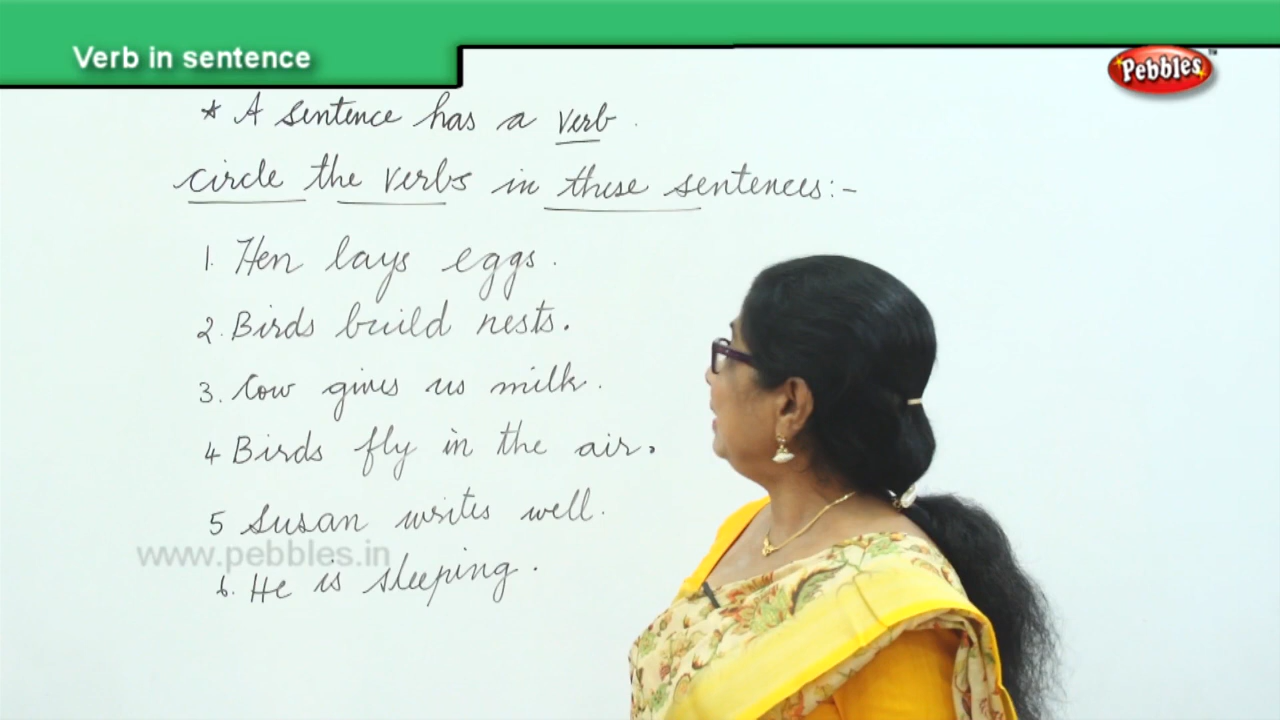 Verb in sentence
Pebbles™
* A sentence has a verb.
circle the verbs in these sentences:-
1. Hen lays eggs.
2. Birds build nests.
3. Cow gives us milk.
4 Birds fly in the air.
5 Susan writes well.
www.pebbles.in
6. He is sleeping.